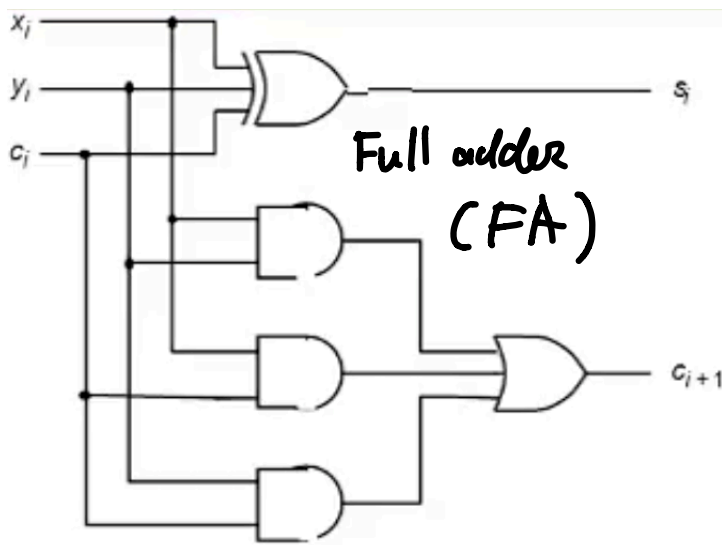 xᵢ
yᵢ
cᵢ
sᵢ
Full adder
(FA)
cᵢ₊₁